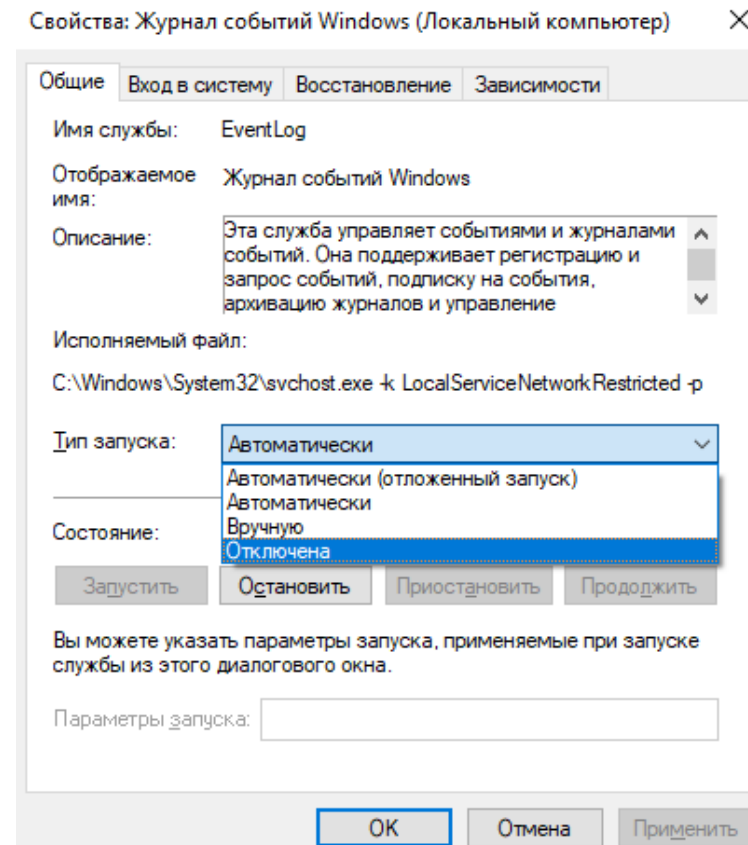 Свойства: Журнал событий Windows (Локальный компьютер)
Общие Вход в систему Восстановление Зависимости
Имя службы: EventLog
Отображаемое имя: Журнал событий Windows
Описание: Эта служба управляет событиями и журналами
событий. Она поддерживает регистрацию и
запрос событий, подписку на события,
архивацию журналов и управление
Исполняемый файл:
C:\Windows\System32\svchost.exe -k LocalServiceNetworkRestricted -p
Тип запуска: Автоматически
Автоматически (отложенный запуск)
Автоматически
Вручную
Отключена
Состояние:
Запустить Остановить Приостановить Продолжить
Вы можете указать параметры запуска, применяемые при запуске
службы из этого диалогового окна.
Параметры запуска:
OK Отмена Применить